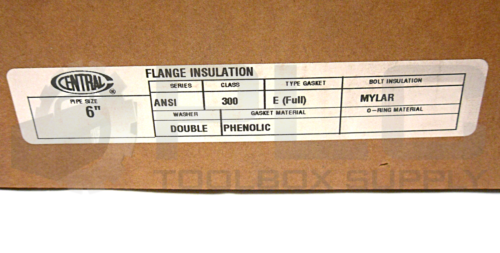 CENTRAL®
FLANGE INSULATION
PIPE SIZE
6"
SERIES CLASS TYPE GASKET BOLT INSULATION
ANSI 300 E (Full) MYLAR
WASHER GASKET MATERIAL O-RING MATERIAL
DOUBLE PHENOLIC
TOOLBOX SUPPLY